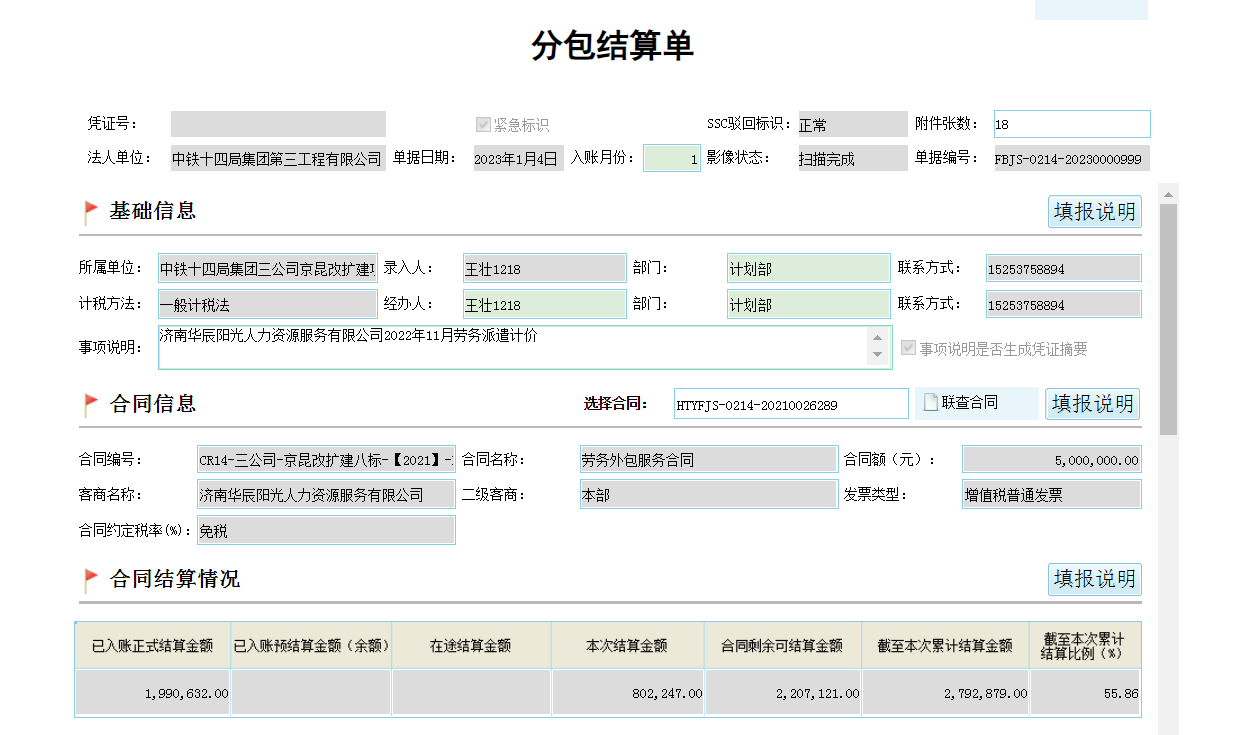 分包结算单
凭证号： 紧急标识 SSC驳回标识： 正常 附件张数： 18
法人单位： 中铁十四局集团第三工程有限公司 单据日期： 2023年1月4日 入账月份： 1 影像状态： 扫描完成 单据编号： FBJS-0214-20230000999
基础信息 填报说明
所属单位： 中铁十四局集团三公司京昆改扩建 录入人： 王壮1218 部门： 计划部 联系方式： 15253758894
计税方法： 一般计税法 经办人： 王壮1218 部门： 计划部 联系方式： 15253758894
事项说明： 济南华辰阳光人力资源服务有限公司2022年11月劳务派遣计价 事项说明是否生成凭证摘要
合同信息 选择合同： HTYFJS-0214-20210026289 联查合同 填报说明
合同编号： CR14-三公司-京昆改扩建八标-【2021】- 合同名称： 劳务外包服务合同 合同额（元）： 5,000,000.00
客商名称： 济南华辰阳光人力资源服务有限公司 二级客商： 本部 发票类型： 增值税普通发票
合同约定税率(%)： 免税
合同结算情况 填报说明
已入账正式结算金额 已入账预结算金额（余额） 在途结算金额 本次结算金额 合同剩余可结算金额 截至本次累计结算金额 截至本次累计
结算比例（%）
1,990,632.00 802,247.00 2,207,121.00 2,792,879.00 55.86